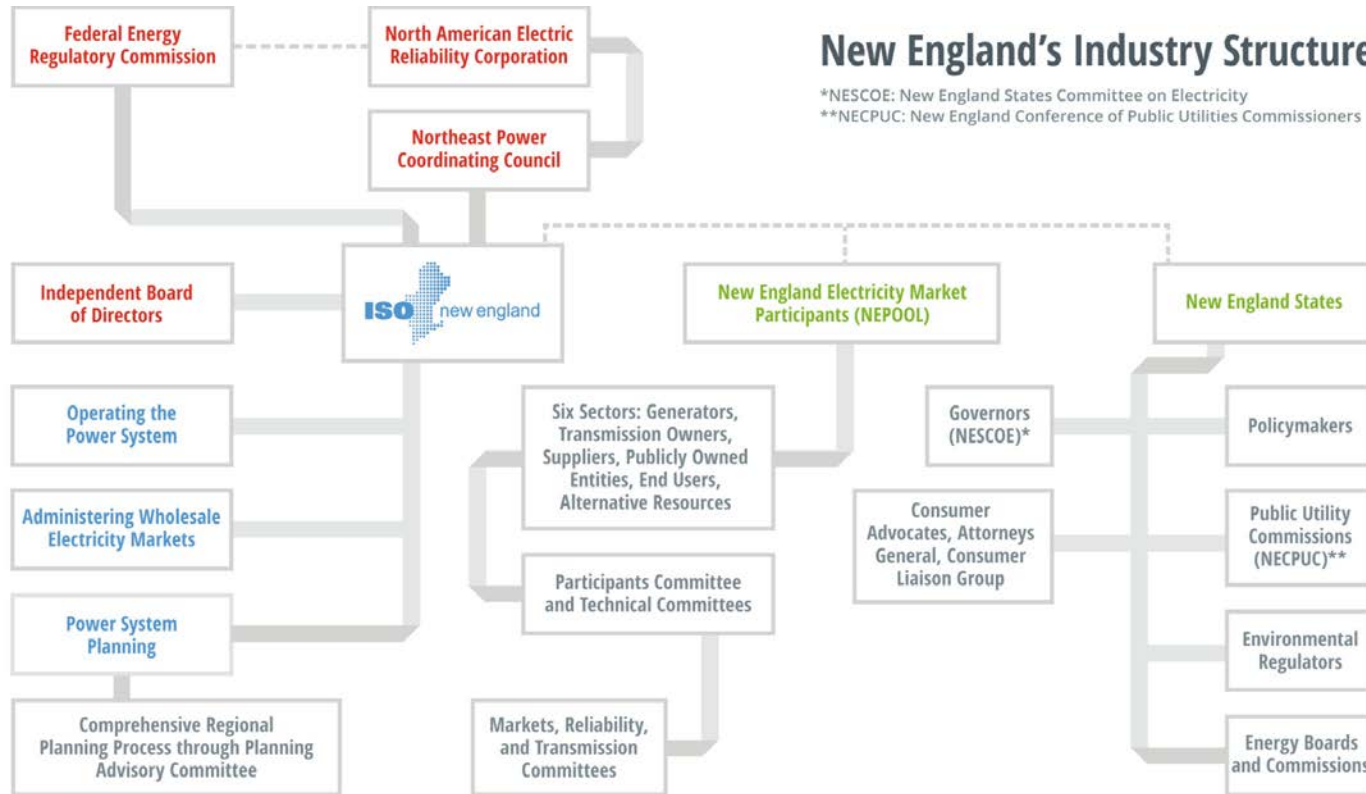 Federal Energy
Regulatory Commission
North American Electric
Reliability Corporation
New England's Industry Structure
*NESCOE: New England States Committee on Electricity
**NECPUC: New England Conference of Public Utilities Commissioners
Northeast Power
Coordinating Council
Independent Board
of Directors
ISO new england
New England Electricity Market
Participants (NEPOOL)
New England States
Operating the
Power System
Six Sectors: Generators,
Transmission Owners,
Suppliers, Publicly Owned
Entities, End Users,
Alternative Resources
Governors
(NESCOE)*
Policymakers
Administering Wholesale
Electricity Markets
Consumer
Advocates, Attorneys
General, Consumer
Liaison Group
Public Utility
Commissions
(NECPUC)**
Participants Committee
and Technical Committees
Power System
Planning
Environmental
Regulators
Comprehensive Regional
Planning Process through Planning
Advisory Committee
Markets, Reliability,
and Transmission
Committees
Energy Boards
and Commissions